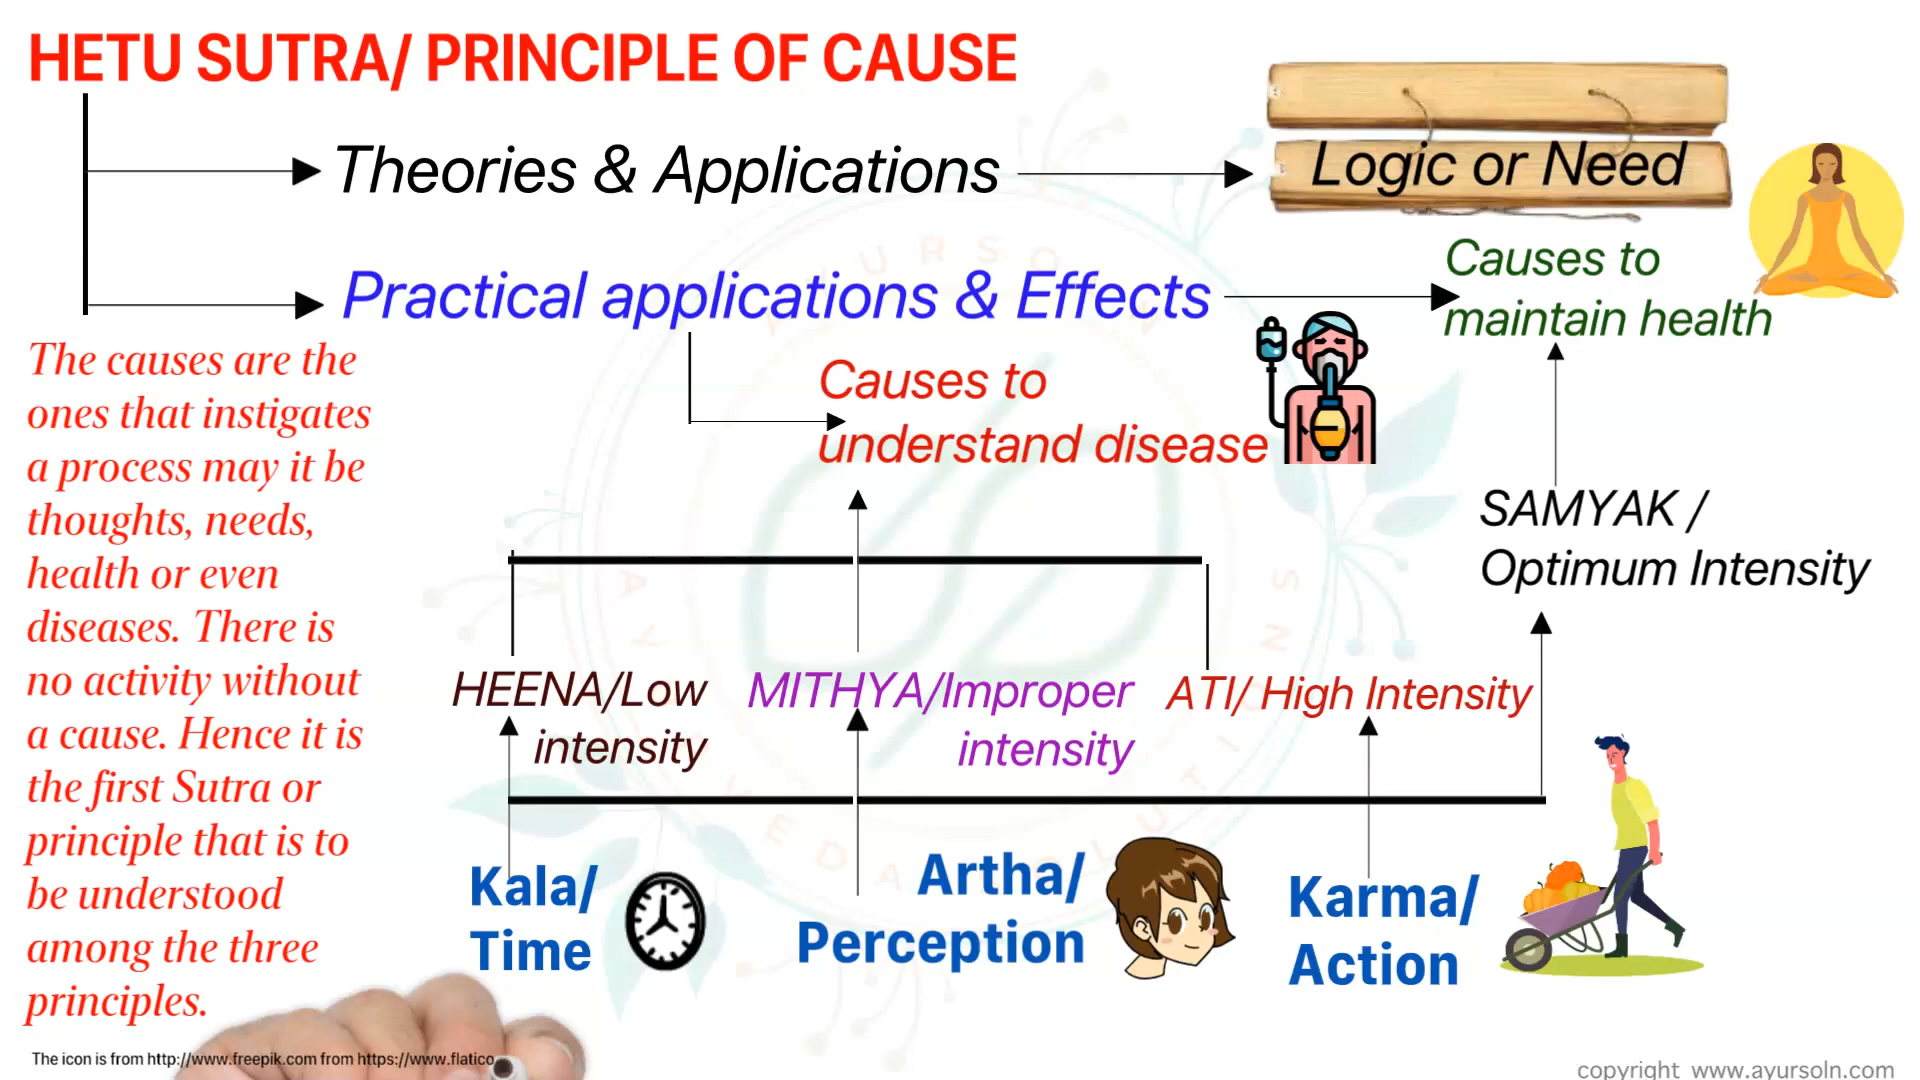 HETU SUTRA/ PRINCIPLE OF CAUSE
Theories & Applications
Logic or Need
Practical applications & Effects
Causes to
maintain health
Causes to
understand disease
The causes are the
ones that instigates
a process may it be
thoughts, needs,
health or even
diseases. There is
no activity without
a cause. Hence it is
the first Sutra or
principle that is to
be understood
among the three
principles.
SAMYAK /
Optimum Intensity
HEENA/Low
intensity
MITHYA/Improper
intensity
ATI/ High Intensity
Kala/
Time
Artha/
Perception
Karma/
Action
The icon is from http://www.freepik.com from https://www.flatico
copyright www.ayursoln.com